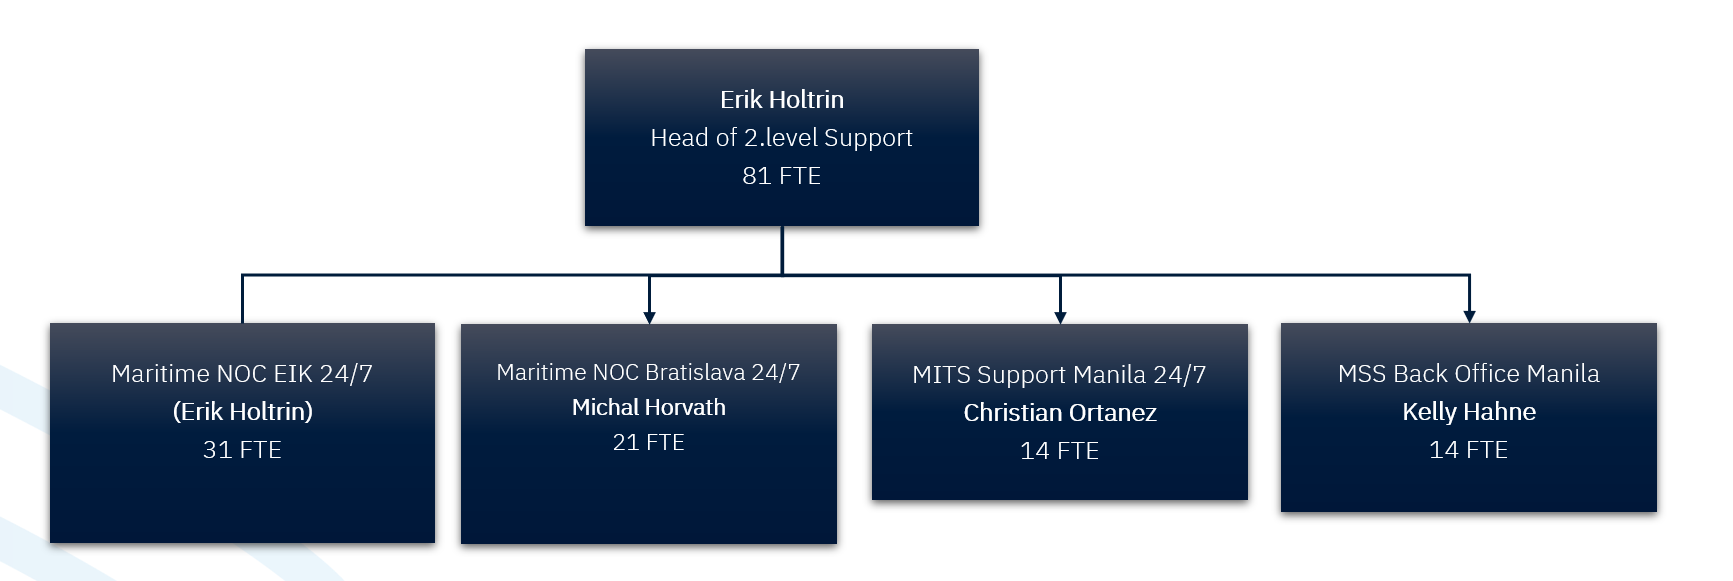 Erik Holtrin
Head of 2.level Support
81 FTE
Maritime NOC EIK 24/7
(Erik Holtrin)
31 FTE
Maritime NOC Bratislava 24/7
Michal Horvath
21 FTE
MITS Support Manila 24/7
Christian Ortanez
14 FTE
MSS Back Office Manila
Kelly Hahne
14 FTE